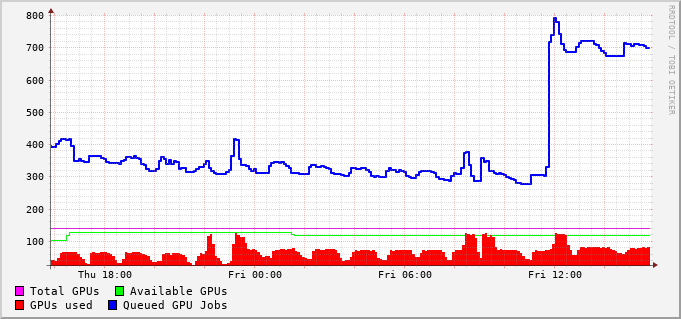 RRDTOOL / TOBI OETIKER
800
700
600
500
400
300
200
100
Thu 18:00 Fri 00:00 Fri 06:00 Fri 12:00
Total GPUs Available GPUs
GPUs used Queued GPU Jobs